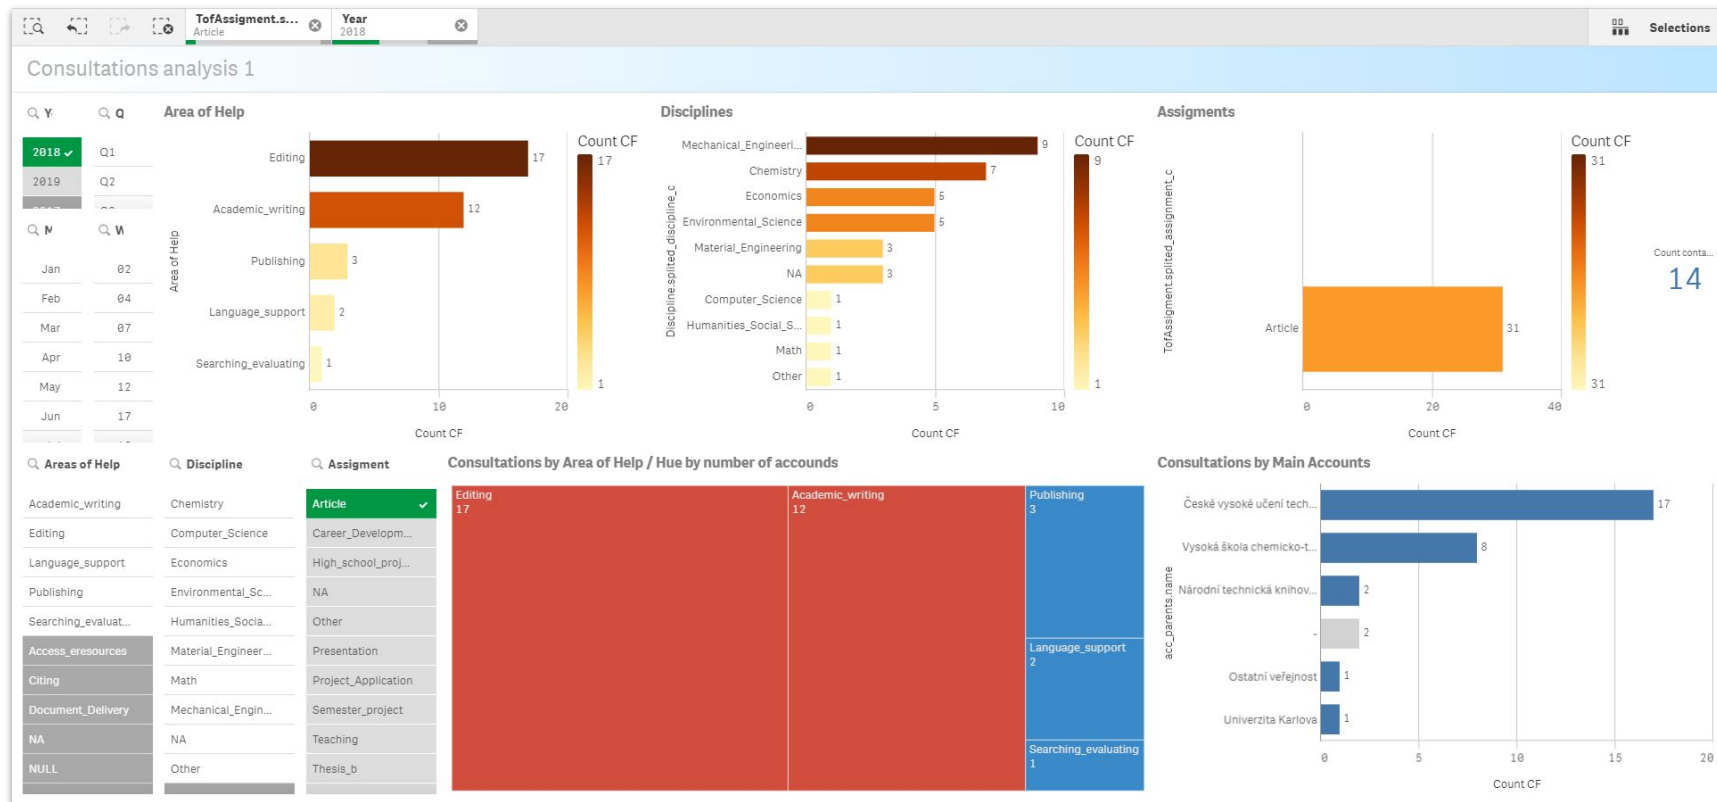 TofAssigment.s...
Article
Year
2018
Selections
Consultations analysis 1
Q
2018
2019
Q1
Q2
Jan
Feb
Mar
Apr
May
Jun
02
04
07
10
12
17
Area of Help
Area of Help
Editing
17
Academic_writing
12
Publishing
3
Language_support
2
Searching_evaluating
1
0 10 20
Count CF
Count CF
17
1
Disciplines
Discipline.splited_discipline_c
Mechanical_Engineeri...
9
Chemistry
7
Economics
5
Environmental_Science
5
Material_Engineering
3
NA
3
Computer_Science
1
Humanities_Social_S...
1
Math
1
Other
1
0 5 10
Count CF
Count CF
9
1
Assigments
TofAssigment.splited_assignment_c
Article
31
0 20 40
Count CF
Count CF
31
31
Count conta...
14
Areas of Help
Academic_writing
Editing
Language_support
Publishing
Searching_evaluat...
Access_eresources
Citing
Document_Delivery
NA
NULL
Discipline
Chemistry
Computer_Science
Economics
Environmental_Sc...
Humanities_Socia...
Material_Engineer...
Math
Mechanical_Engin...
NA
Other
Assigment
Article
Career_Developm...
High_school_proj...
NA
Other
Presentation
Project_Application
Semester_project
Teaching
Thesis_b
Consultations by Area of Help / Hue by number of accounds
Editing
17
Academic_writing
12
Publishing
3
Language_support
2
Searching_evaluating
1
Consultations by Main Accounts
acc_parents.name
České vysoké učení tech...
17
Vysoká škola chemicko-t...
8
Národní technická knihov...
2
-
2
Ostatní veřejnost
1
Univerzita Karlova
1
0 5 10 15 20
Count CF